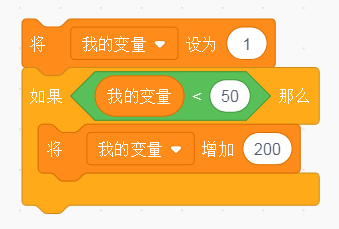 将 我的变量 设为 1
如果 我的变量 < 50 那么
将 我的变量 增加 200